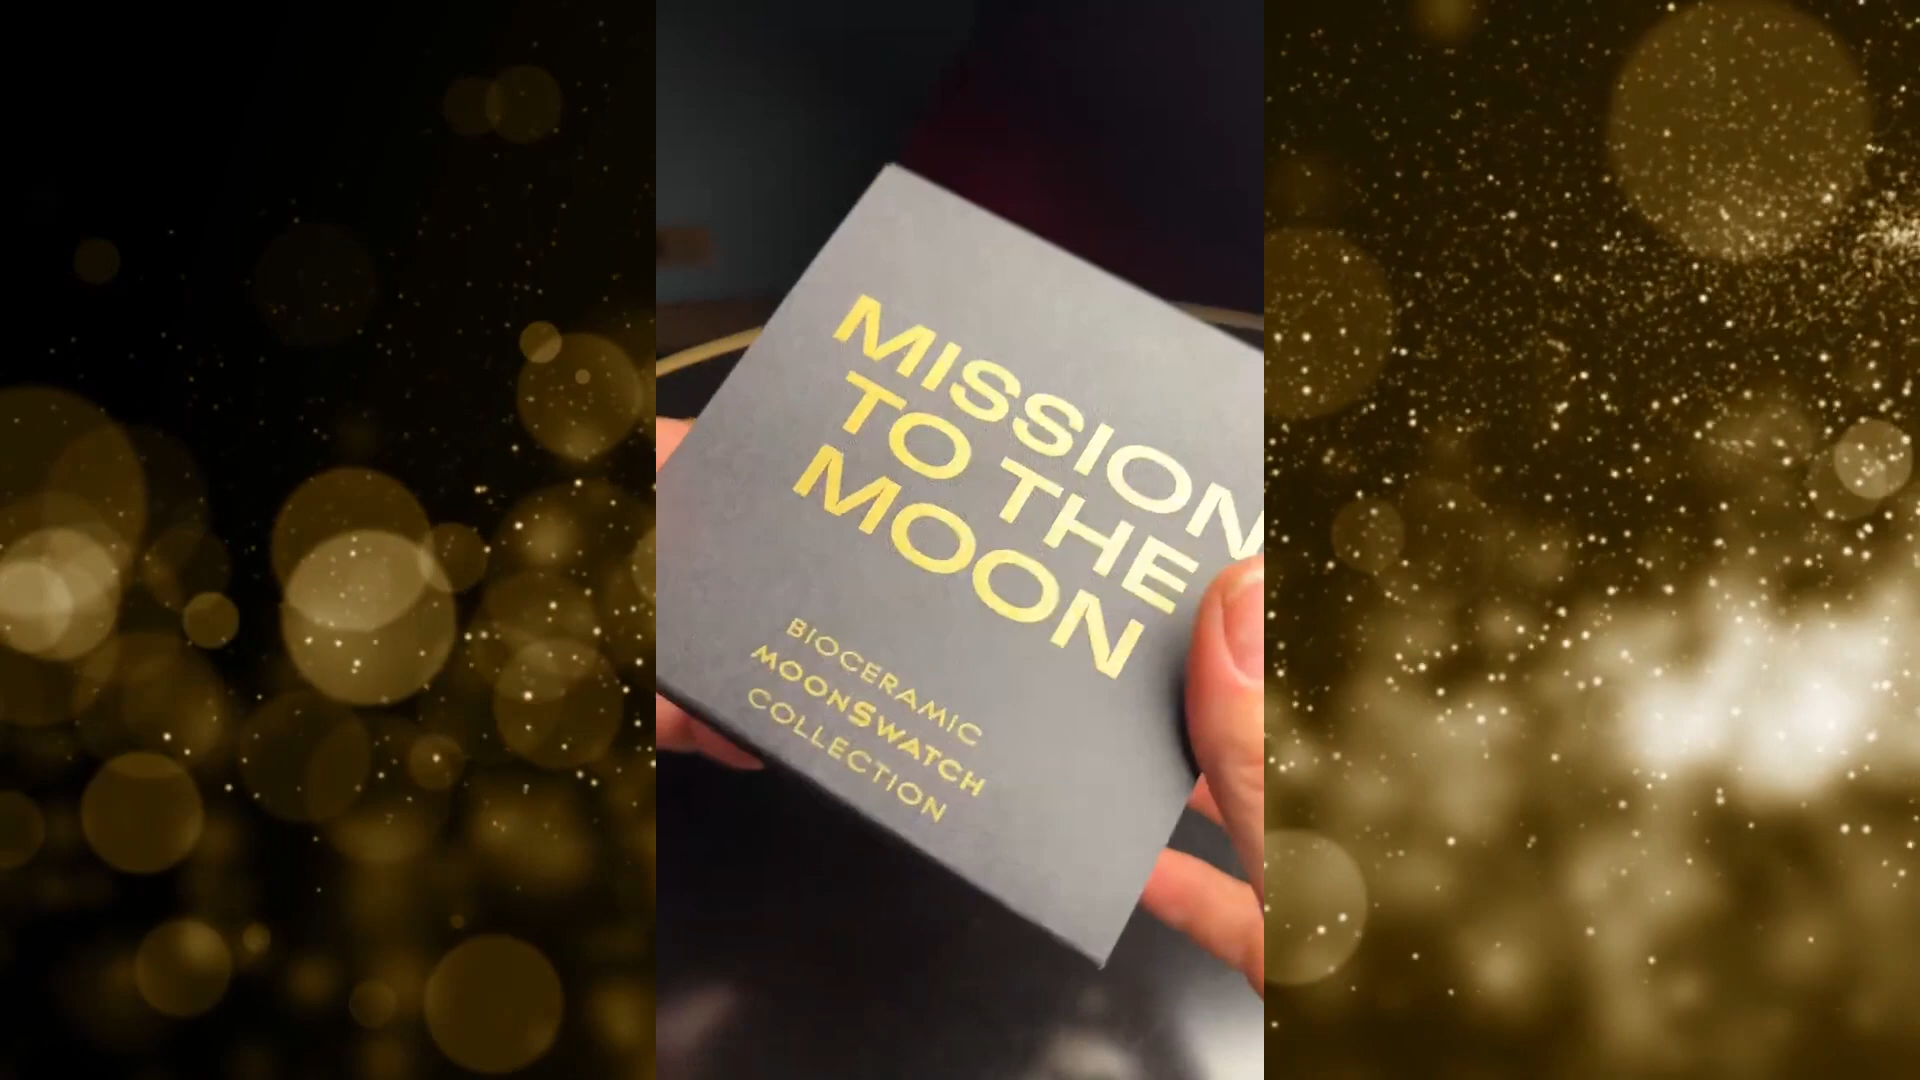 MISSION
TO THE
MOON
BIOCERAMIC
MOONSWATCH
COLLECTION